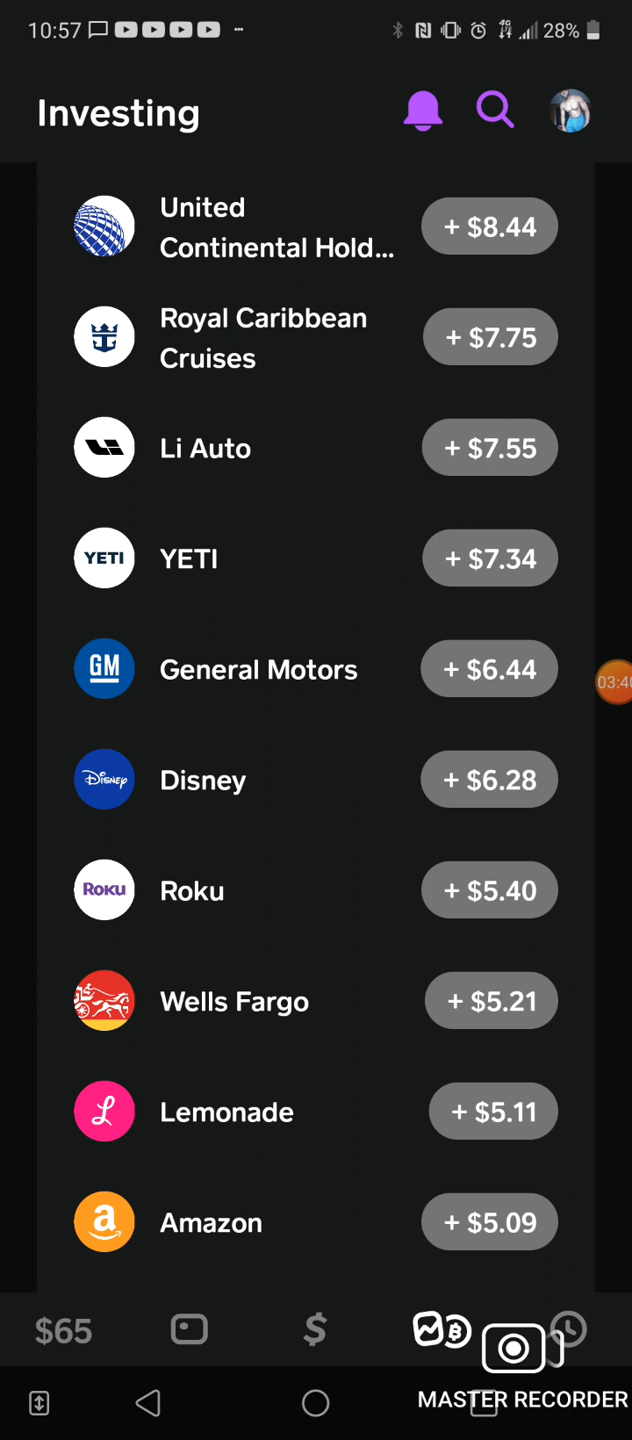 10:57
4G
28%
Investing
United
Continental Hold...
+ $8.44
Royal Caribbean
Cruises
+ $7.75
Li Auto
+ $7.55
YETI
YETI
+ $7.34
GM
General Motors
+ $6.44
03:40
Disney
Disney
+ $6.28
Roku
Roku
+ $5.40
Wells Fargo
+ $5.21
L
Lemonade
+ $5.11
a
Amazon
+ $5.09
$65
$
MASTER RECORDER